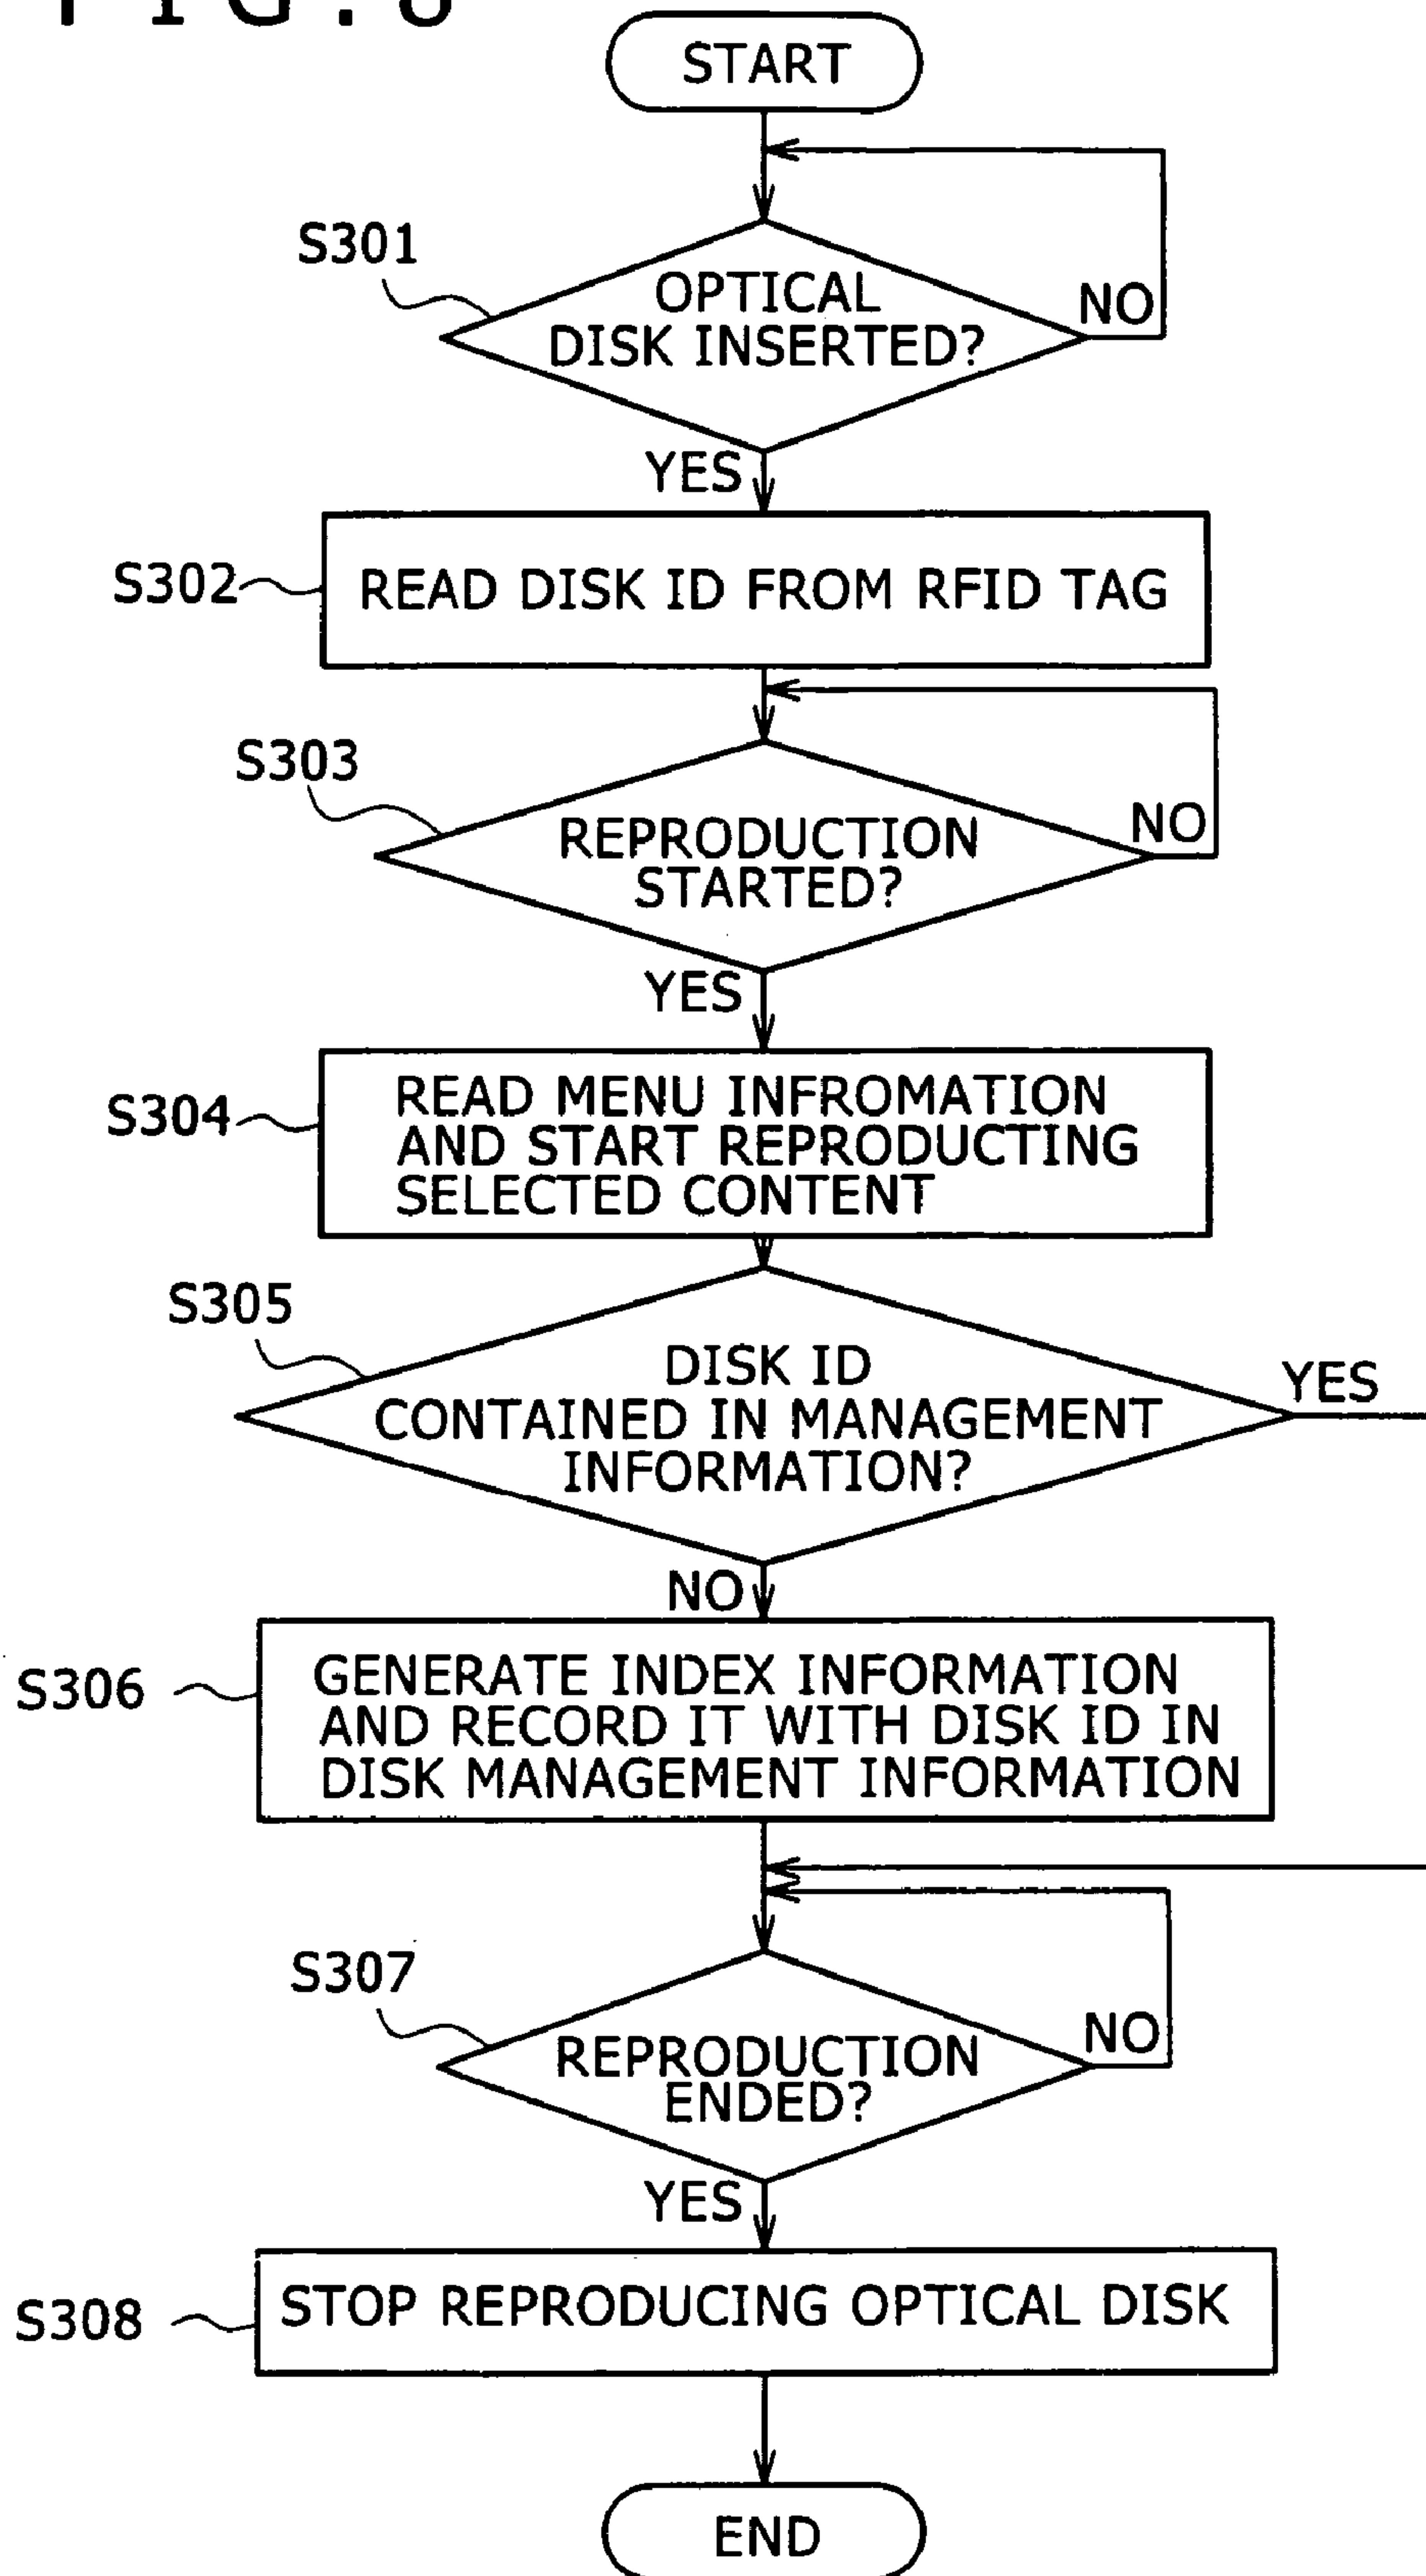 START
S301
OPTICAL
DISK INSERTED?
NO
YES
S302
READ DISK ID FROM RFID TAG
S303
REPRODUCTION
STARTED?
NO
YES
S304
READ MENU INFROMATION
AND START REPRODUCTING
SELECTED CONTENT
S305
DISK ID
CONTAINED IN MANAGEMENT
INFORMATION?
YES
NO
S306
GENERATE INDEX INFORMATION
AND RECORD IT WITH DISK ID IN
DISK MANAGEMENT INFORMATION
S307
REPRODUCTION
ENDED?
NO
YES
S308
STOP REPRODUCING OPTICAL DISK
END